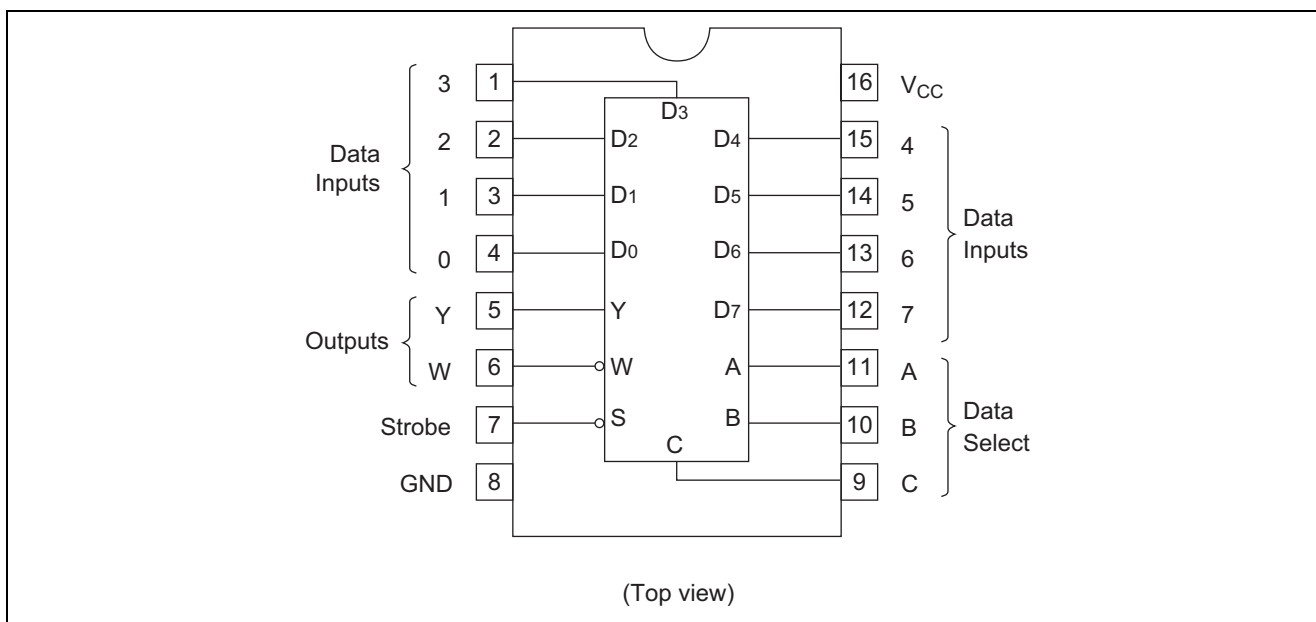 3 1 D3 16 VCC
2 2 D2 D4 15 4
Data Inputs
1 3 D1 D5 14 5
Data Inputs
0 4 D0 D6 13 6
Y 5 Y D7 12 7
Outputs
W 6 W A 11 A
Strobe 7 S B 10 B
Data Select
GND 8 C 9 C
(Top view)